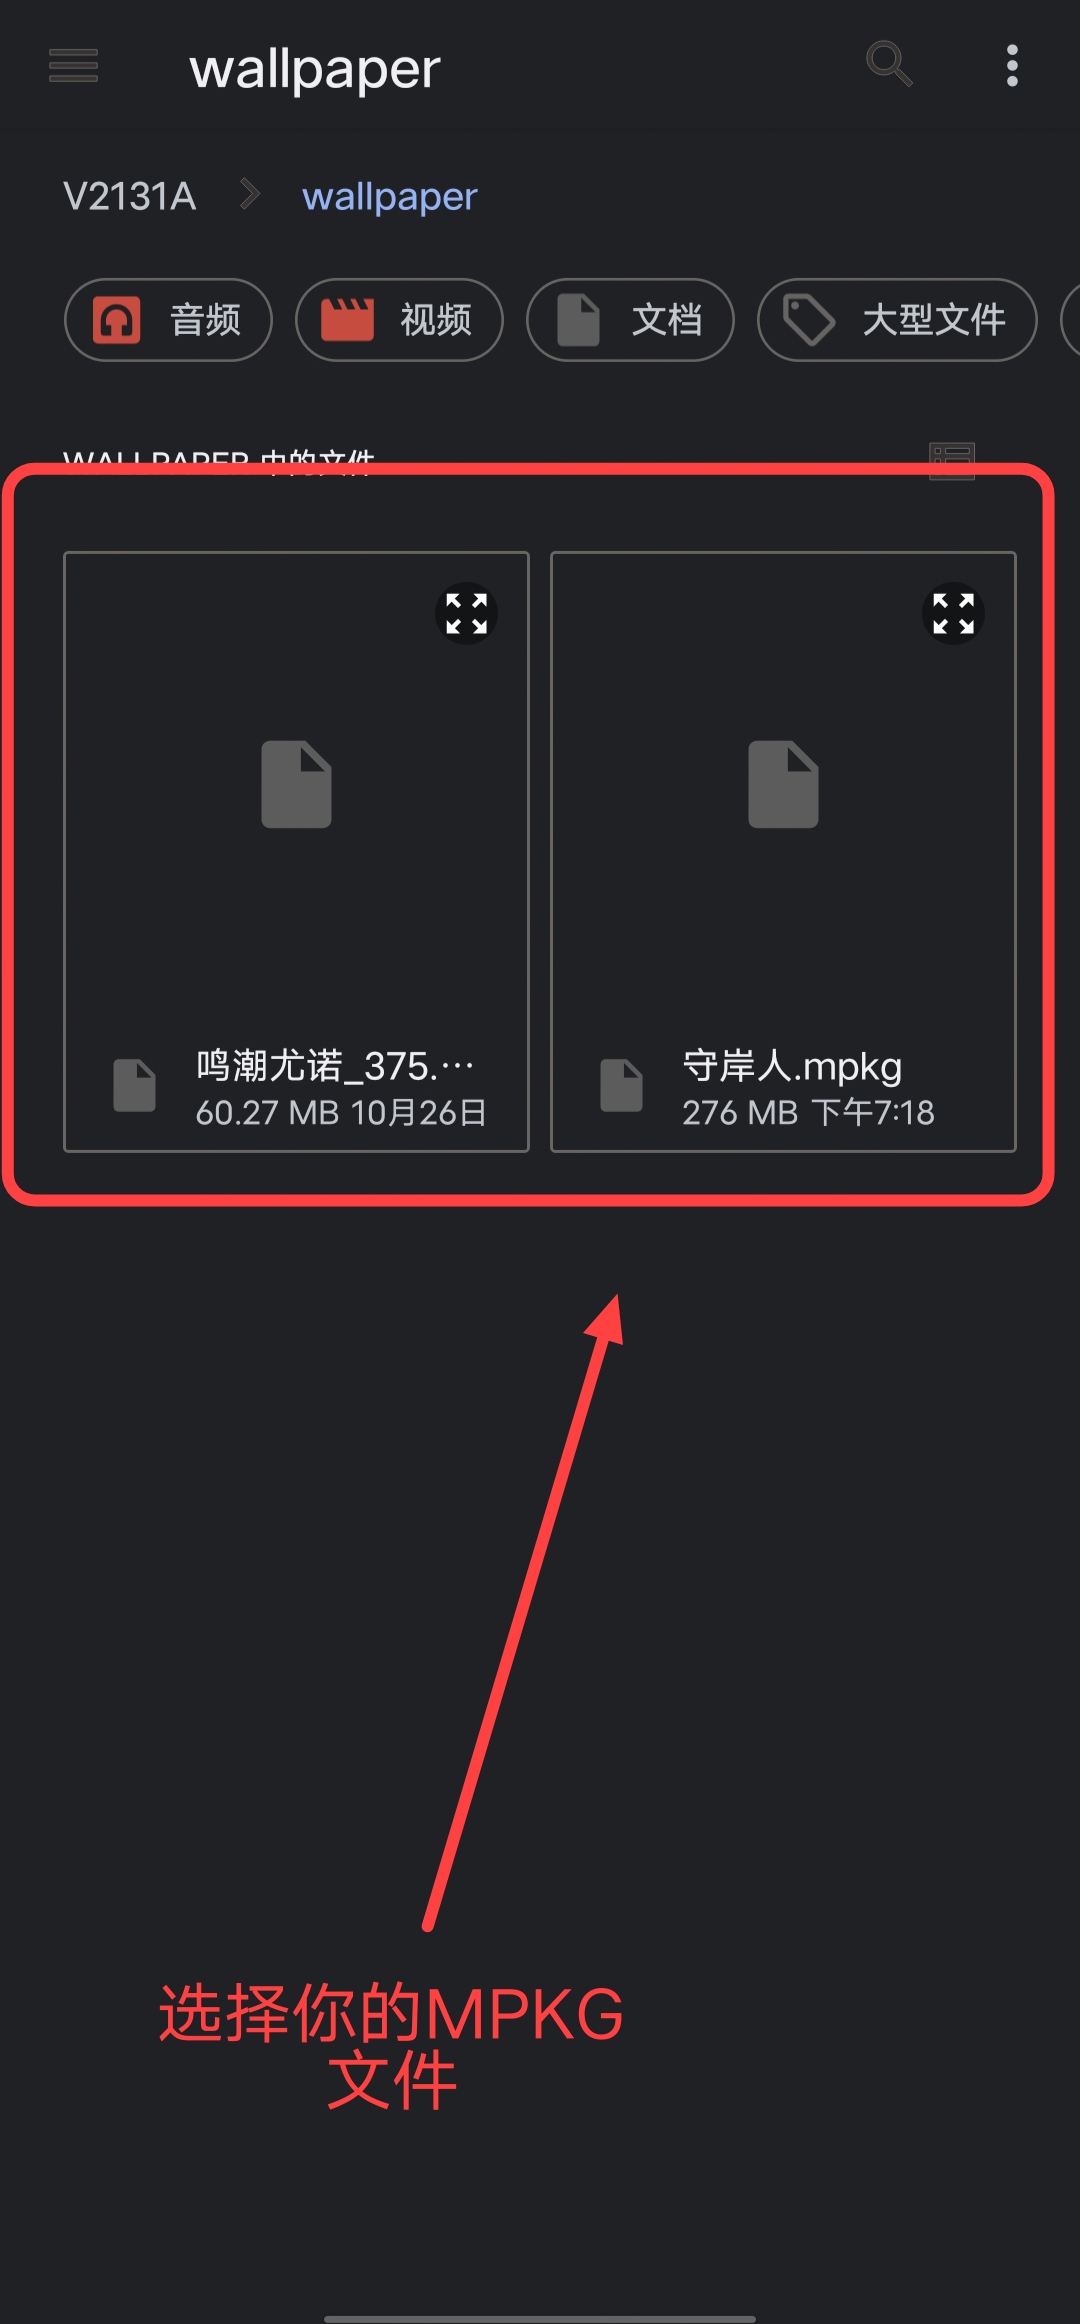 wallpaper
V2131A
wallpaper
音频
视频
文档
大型文件
WALLPAPER 中的文件
鸣潮尤诺_375.…
60.27 MB 10月26日
守岸人.mpkg
276 MB 下午7:18
选择你的MPKG
文件